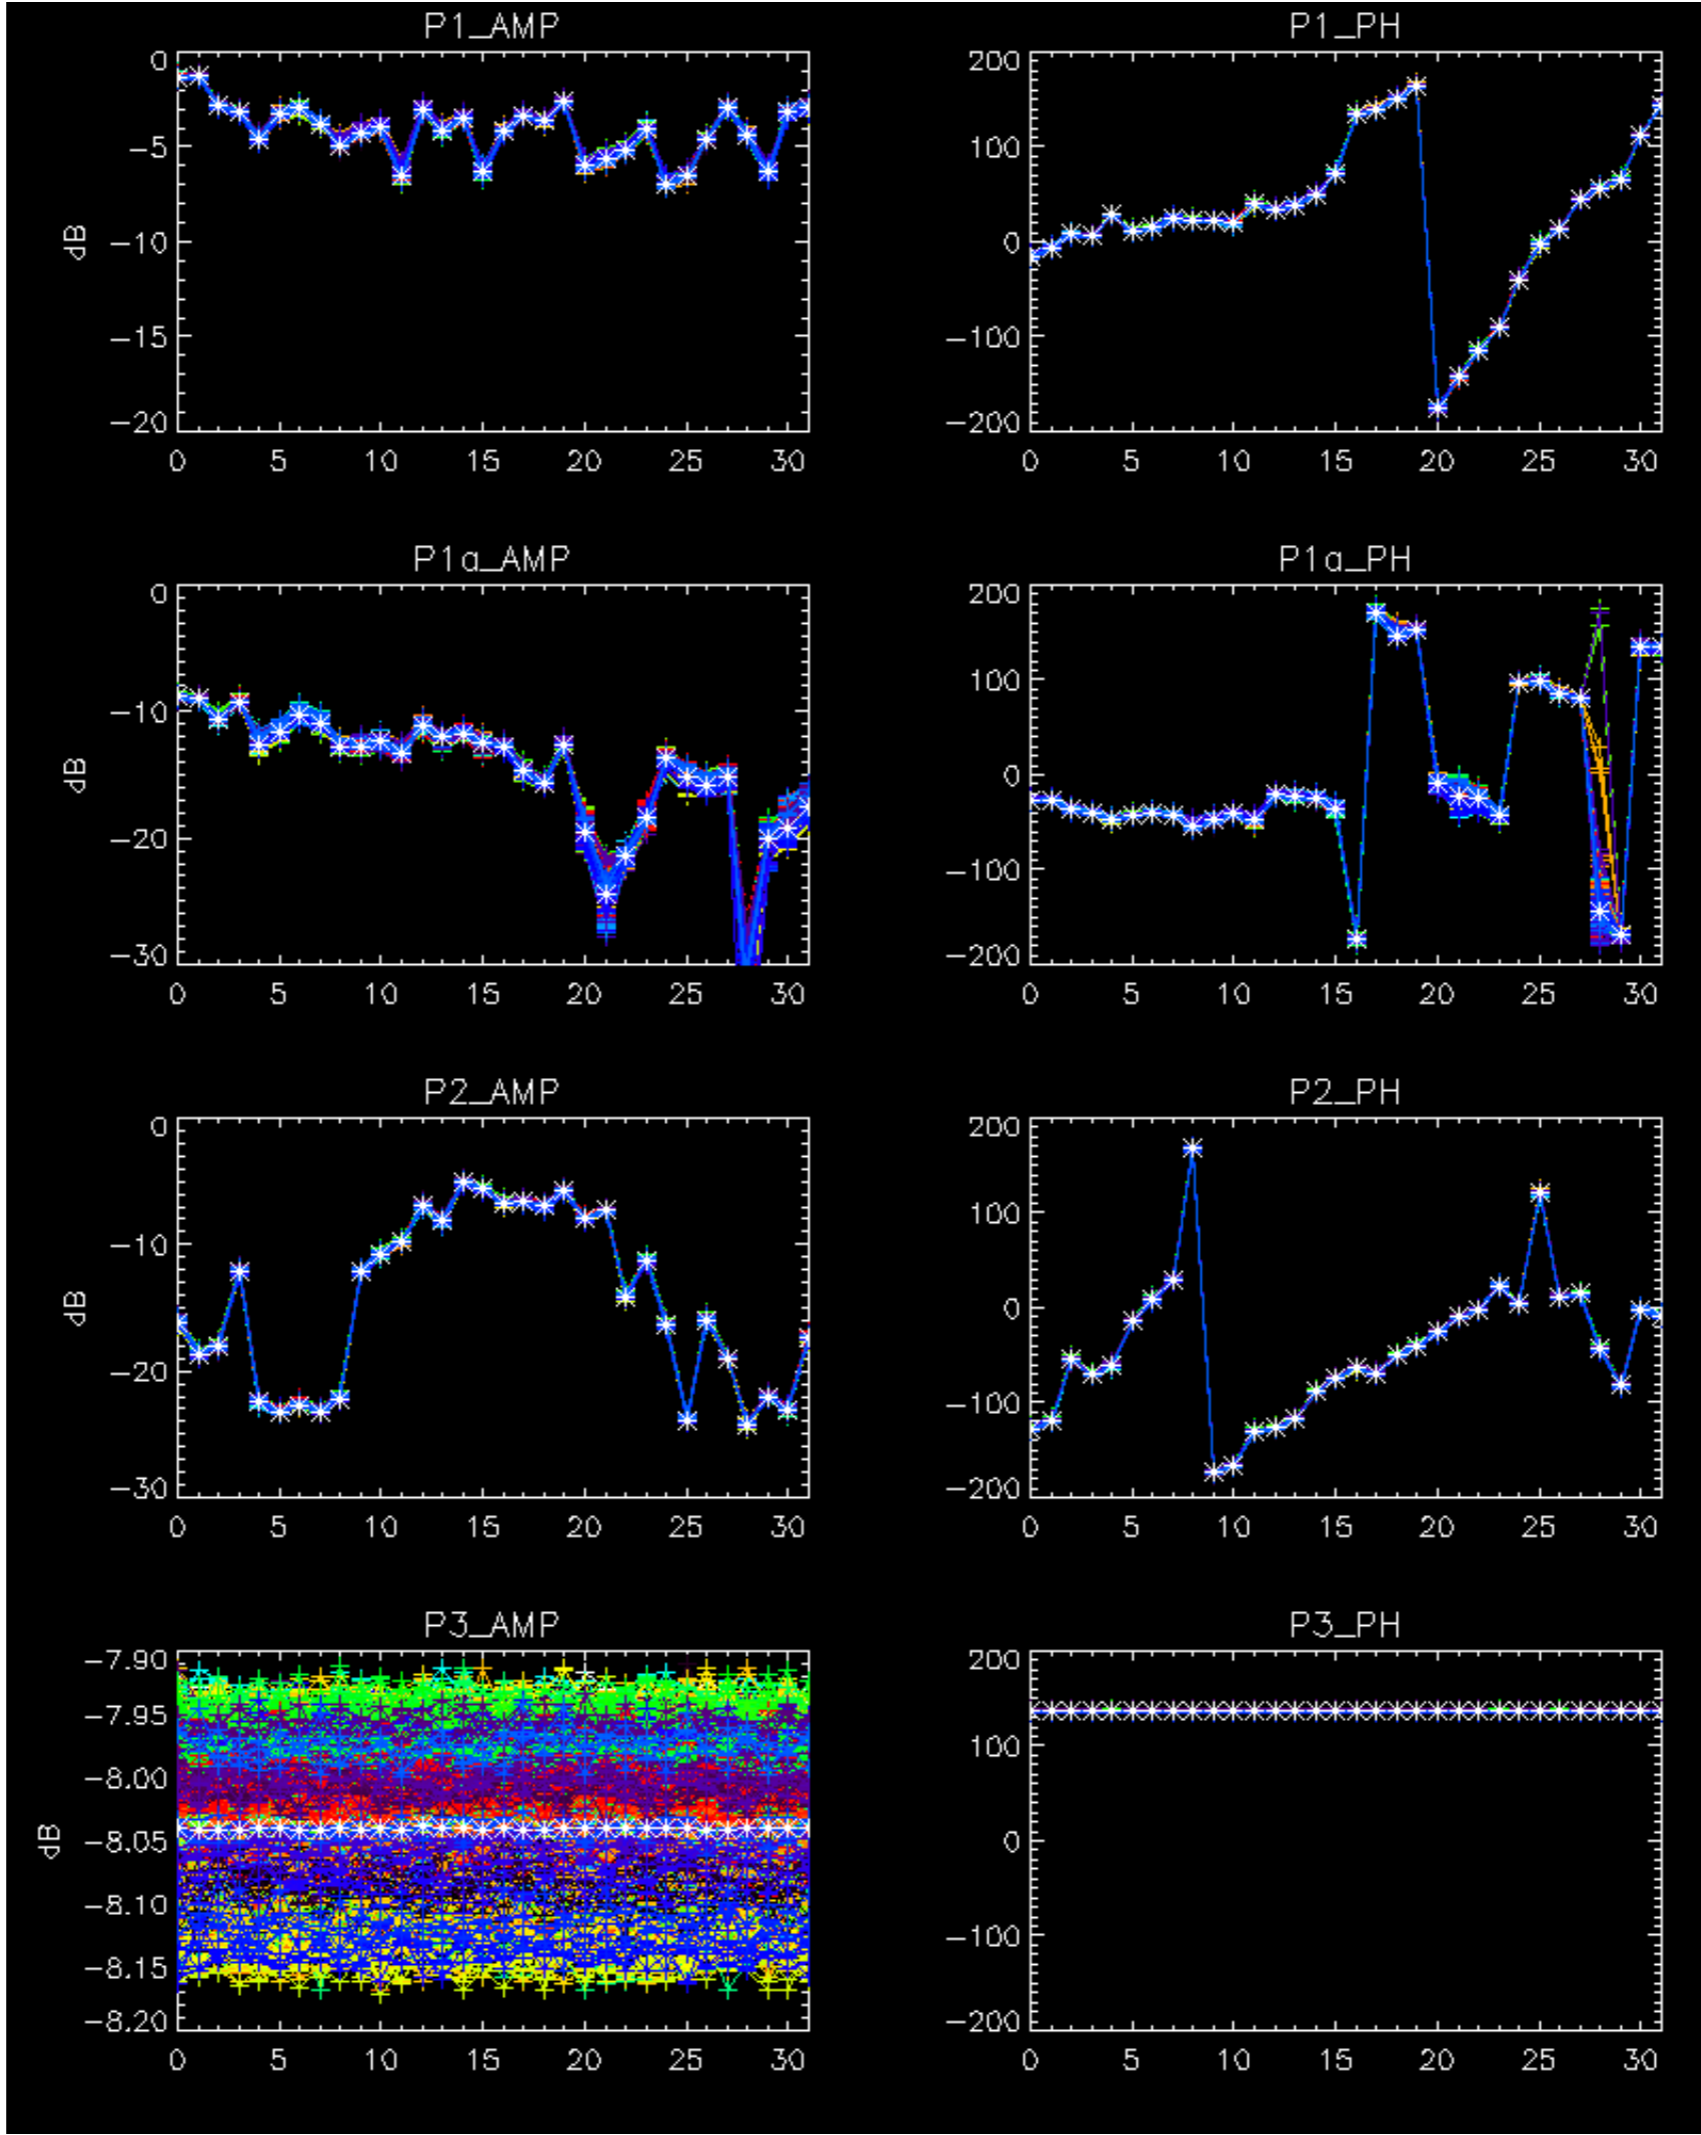 P1_AMP P1_PH
0 200
-5 100
dB -10 0
-15 -100
-20 -200
0 5 10 15 20 25 30 0 5 10 15 20 25 30
P1a_AMP P1a_PH
0 200
-10 100
dB 0
-20 -100
-30 -200
0 5 10 15 20 25 30 0 5 10 15 20 25 30
P2_AMP P2_PH
0 200
-10 100
dB 0
-20 -100
-30 -200
0 5 10 15 20 25 30 0 5 10 15 20 25 30
P3_AMP P3_PH
-7.90 200
-7.95
-8.00 100
dB -8.05 0
-8.10
-8.15 -100
-8.20 -200
0 5 10 15 20 25 30 0 5 10 15 20 25 30